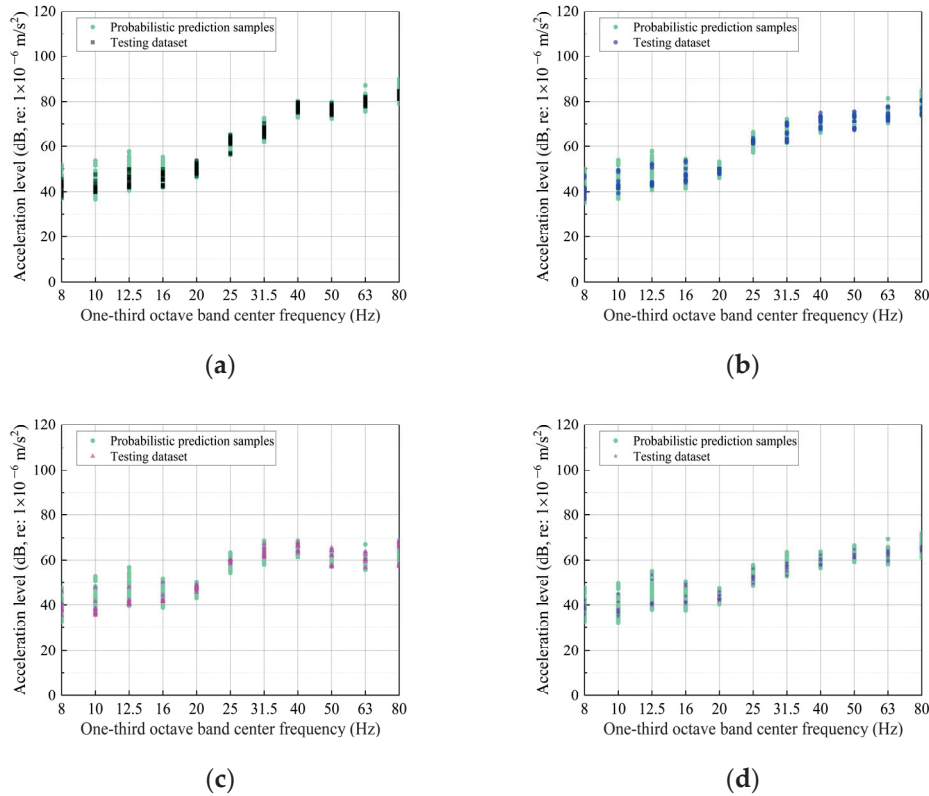 Probabilistic prediction samples
Testing dataset
Acceleration level (dB, re: 1×10⁻⁶ m/s²)
120
100
80
60
40
20
0
8 10 12.5 16 20 25 31.5 40 50 63 80
One-third octave band center frequency (Hz)
(a)
Probabilistic prediction samples
Testing dataset
Acceleration level (dB, re: 1×10⁻⁶ m/s²)
120
100
80
60
40
20
0
8 10 12.5 16 20 25 31.5 40 50 63 80
One-third octave band center frequency (Hz)
(b)
Probabilistic prediction samples
Testing dataset
Acceleration level (dB, re: 1×10⁻⁶ m/s²)
120
100
80
60
40
20
0
8 10 12.5 16 20 25 31.5 40 50 63 80
One-third octave band center frequency (Hz)
(c)
Probabilistic prediction samples
Testing dataset
Acceleration level (dB, re: 1×10⁻⁶ m/s²)
120
100
80
60
40
20
0
8 10 12.5 16 20 25 31.5 40 50 63 80
One-third octave band center frequency (Hz)
(d)